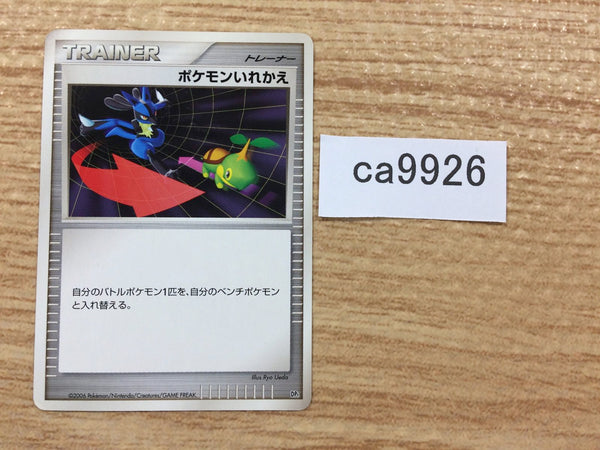 TRAINER
トレーナー
ポケモンいれかえ
自分のバトルポケモン1匹を、自分のベンチポケモン
と入れ替える。
Illus Ryo Ueda
©2006 Pokémon/Nintendo/Creatures/GAME FREAK.
ca9926